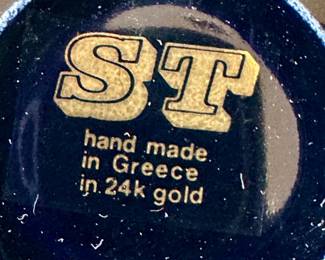 ST
hand made
in Greece
in 24k gold